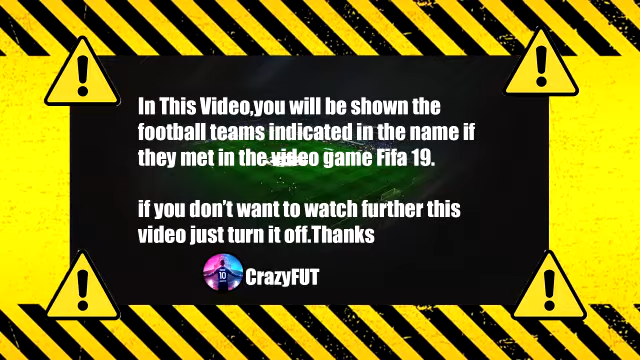 In This Video,you will be shown the
football teams indicated in the name if
they met in the video game Fifa 19.
if you don't want to watch further this
video just turn it off.Thanks
10
CrazyFUT